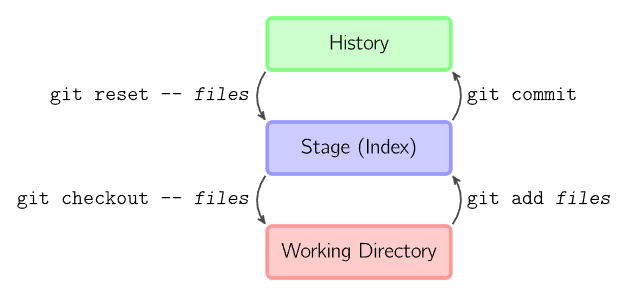 History
git reset -- files
git commit
Stage (Index)
git checkout -- files
git add files
Working Directory